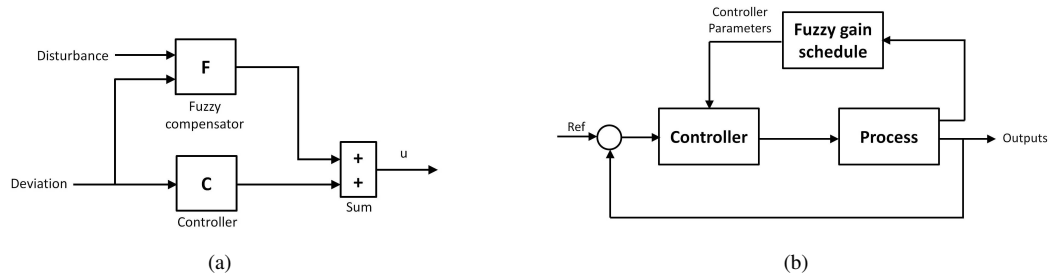 Disturbance
F
Fuzzy
compensator
Deviation
C
Controller
+
+
Sum
u
(a)
Controller
Parameters
Fuzzy gain
schedule
Ref
Controller
Process
Outputs
(b)